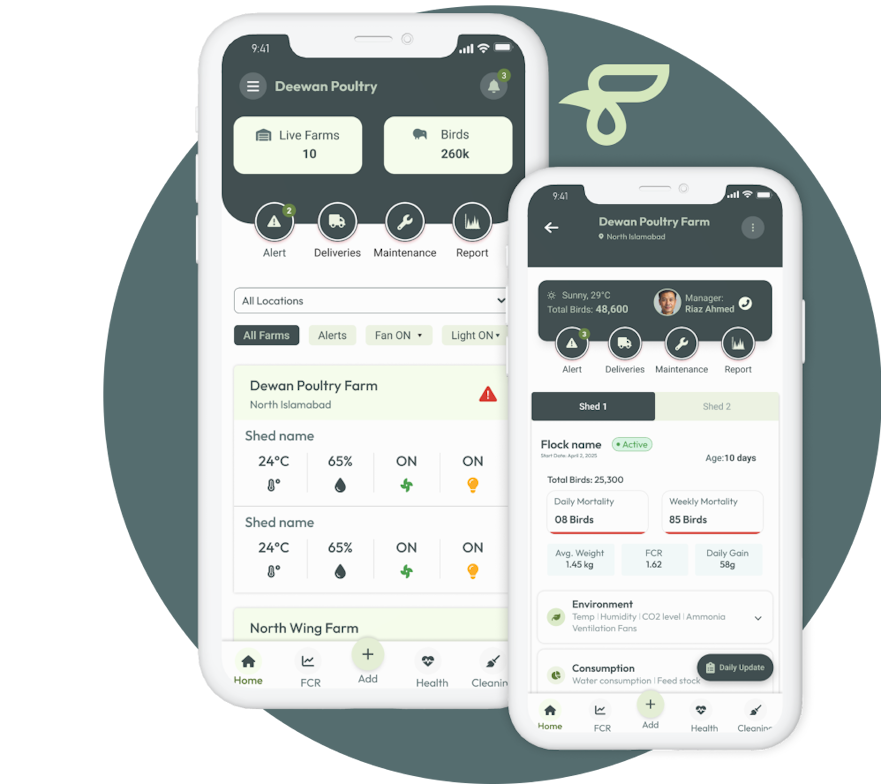 9:41
Deewan Poultry
3
Live Farms
10
Birds
260k
2
Alert
Deliveries
Maintenance
Report
All Locations
All Farms
Alerts
Fan ON
Light ON
Dewan Poultry Farm
North Islamabad
Shed name
24°C 65% ON ON
Shed name
24°C 65% ON ON
North Wing Farm
Home
FCR
Add
Health
Cleanin
9:41
Dewan Poultry Farm
North Islamabad
Sunny, 29°C
Total Birds: 48,600
Manager:
Riaz Ahmed
3
Alert
Deliveries
Maintenance
Report
Shed 1
Shed 2
Flock name
Active
Start Date: April 2, 2025
Age:10 days
Total Birds: 25,300
Daily Mortality
08 Birds
Weekly Mortality
85 Birds
Avg. Weight
1.45 kg
FCR
1.62
Daily Gain
58g
Environment
Temp | Humidity | CO2 level | Ammonia
Ventilation Fans
Consumption
Water consumption | Feed stock
Daily Update
Home
FCR
Add
Health
Cleaning